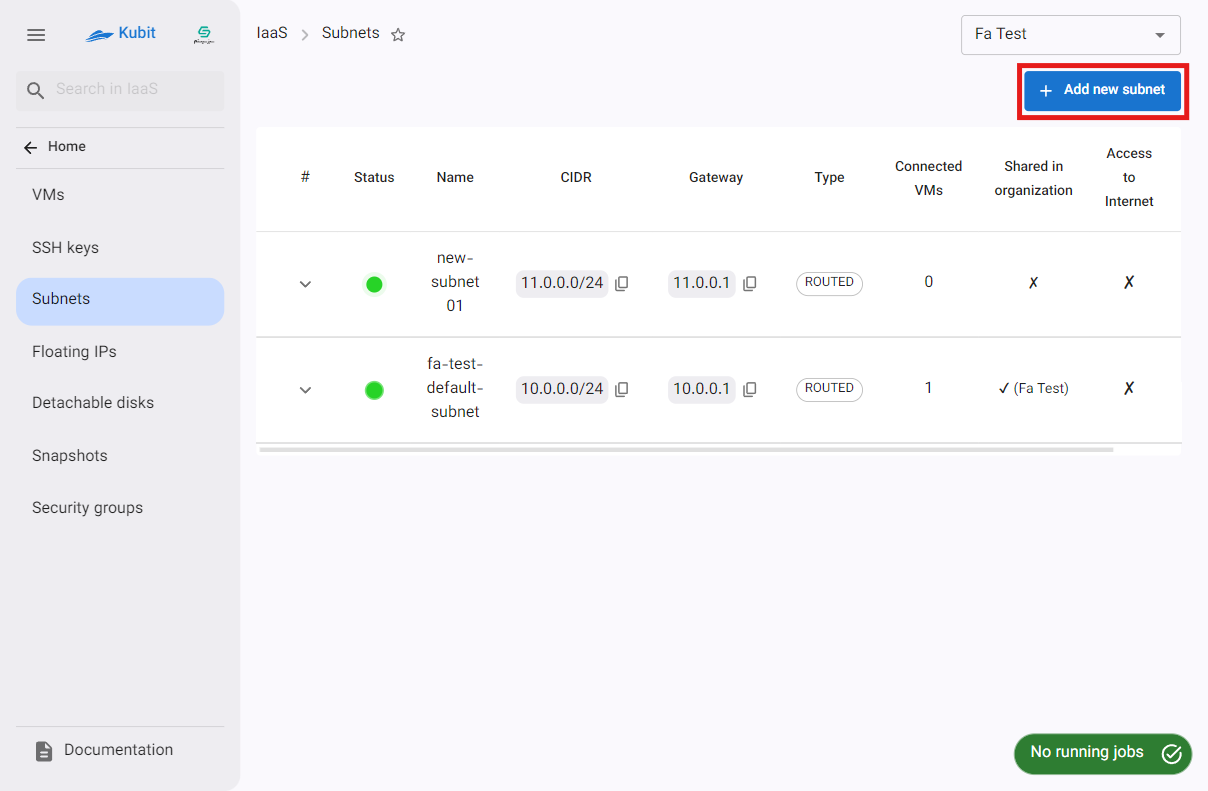 Kubit
IaaS
Subnets
Fa Test
Search in IaaS
+ Add new subnet
Home
VMs
SSH keys
Subnets
Floating IPs
Detachable disks
Snapshots
Security groups
Documentation
#
Status
Name
CIDR
Gateway
Type
Connected
VMs
Shared in
organization
Access
to
Internet
new-
subnet
01
11.0.0.0/24
11.0.0.1
ROUTED
0
✗
✗
fa-test-
default-
subnet
10.0.0.0/24
10.0.0.1
ROUTED
1
✓ (Fa Test)
✗
No running jobs